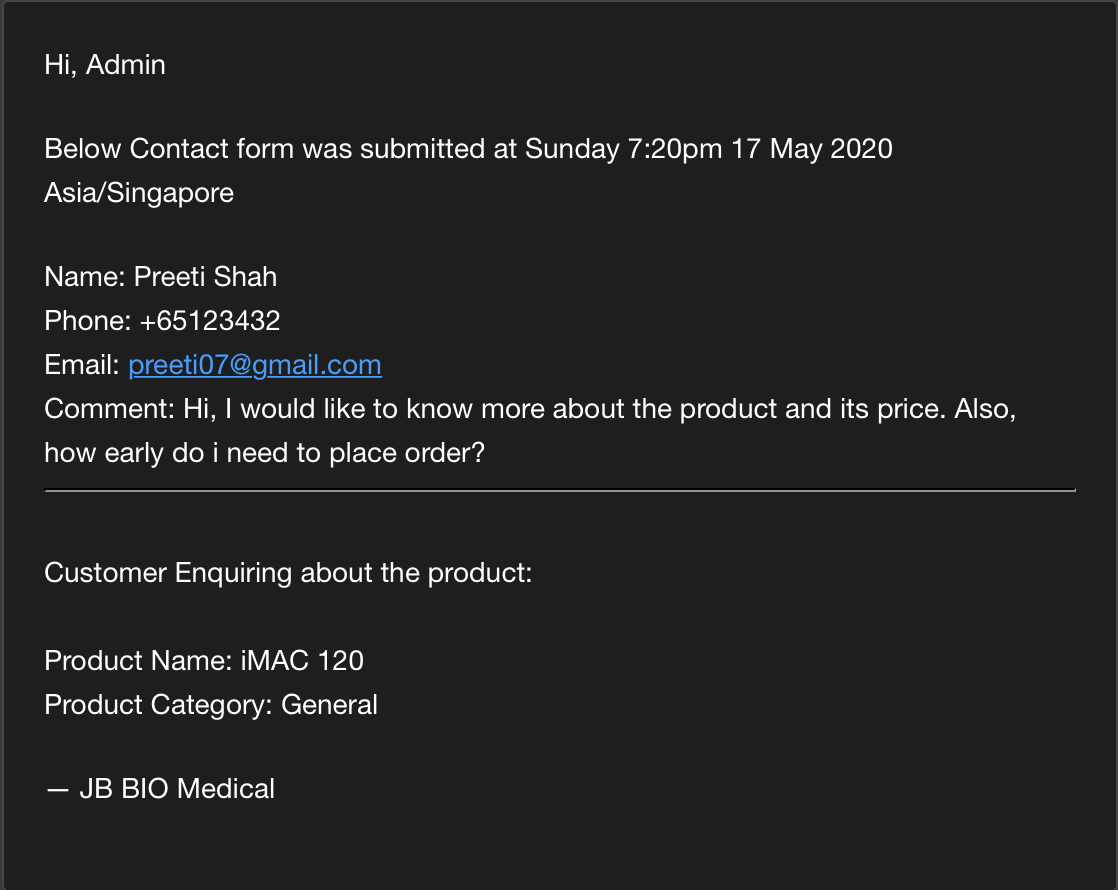 Hi, Admin
Below Contact form was submitted at Sunday 7:20pm 17 May 2020
Asia/Singapore
Name: Preeti Shah
Phone: +65123432
Email: preeti07@gmail.com
Comment: Hi, I would like to know more about the product and its price. Also,
how early do i need to place order?
Customer Enquiring about the product:
Product Name: iMAC 120
Product Category: General
— JB BIO Medical